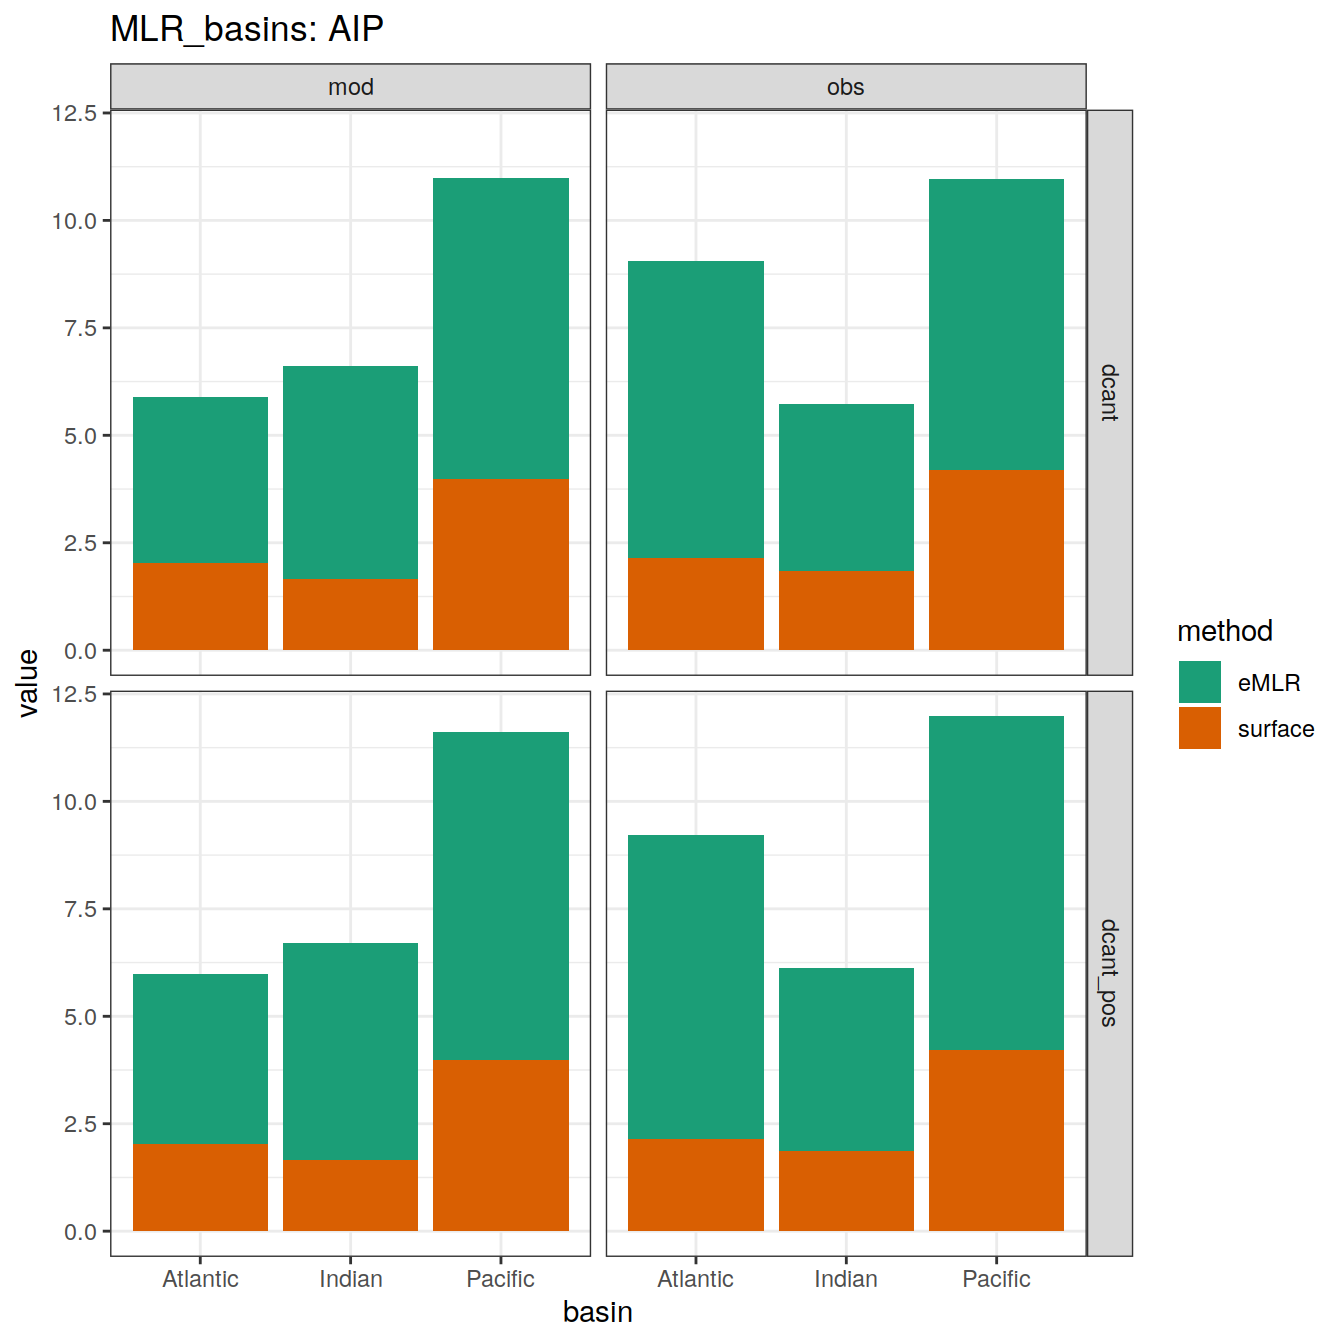 MLR_basins: AIP
mod
obs
12.5
10.0
7.5
5.0
2.5
0.0
dcant
12.5
10.0
7.5
5.0
2.5
0.0
dcant_pos
value
Atlantic
Indian
Pacific
Atlantic
Indian
Pacific
basin
method
eMLR
surface